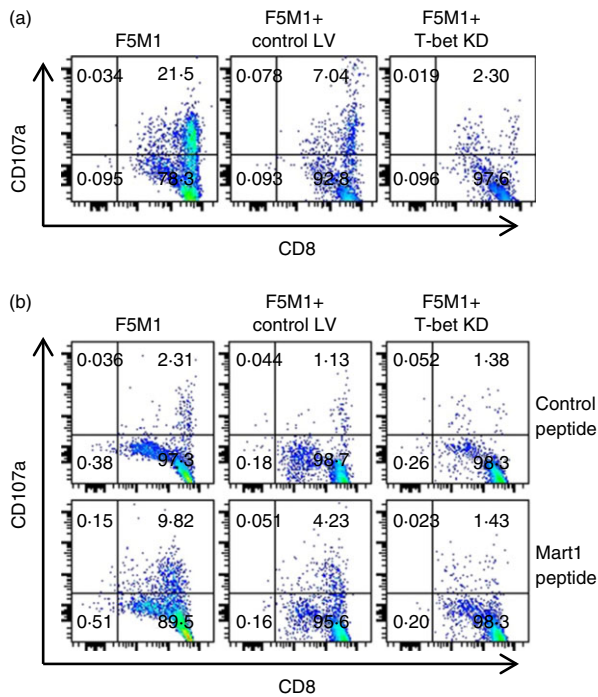 (a)
F5M1
F5M1+
control LV
F5M1+
T-bet KD
0·034 21·5
0·078 7·04
0·019 2·30
0·095 78·3
0·093 92·8
0·096 97·6
CD107a
CD8
(b)
F5M1
F5M1+
control LV
F5M1+
T-bet KD
0·036 2·31
0·044 1·13
0·052 1·38
0·38 97·3
0·18 98·7
0·26 98·3
Control
peptide
0·15 9·82
0·051 4·23
0·023 1·43
0·51 89·5
0·16 95·6
0·20 98·3
Mart1
peptide
CD107a
CD8